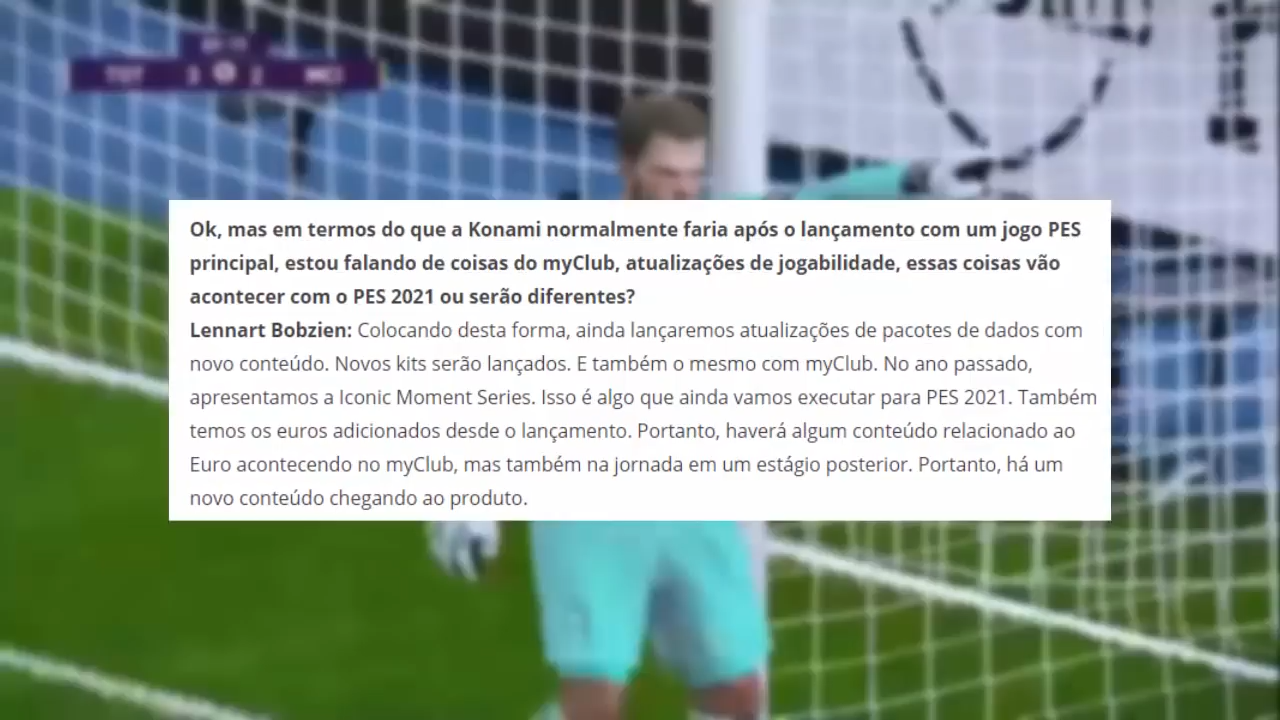 TOT 3 2 MCI
Ok, mas em termos do que a Konami normalmente faria após o lançamento com um jogo PES
principal, estou falando de coisas do myClub, atualizações de jogabilidade, essas coisas vão
acontecer com o PES 2021 ou serão diferentes?
Lennart Bobzien: Colocando desta forma, ainda lançaremos atualizações de pacotes de dados com
novo conteúdo. Novos kits serão lançados. E também o mesmo com myClub. No ano passado,
apresentamos a Iconic Moment Series. Isso é algo que ainda vamos executar para PES 2021. Também
temos os euros adicionados desde o lançamento. Portanto, haverá algum conteúdo relacionado ao
Euro acontecendo no myClub, mas também na jornada em um estágio posterior. Portanto, há um
novo conteúdo chegando ao produto.